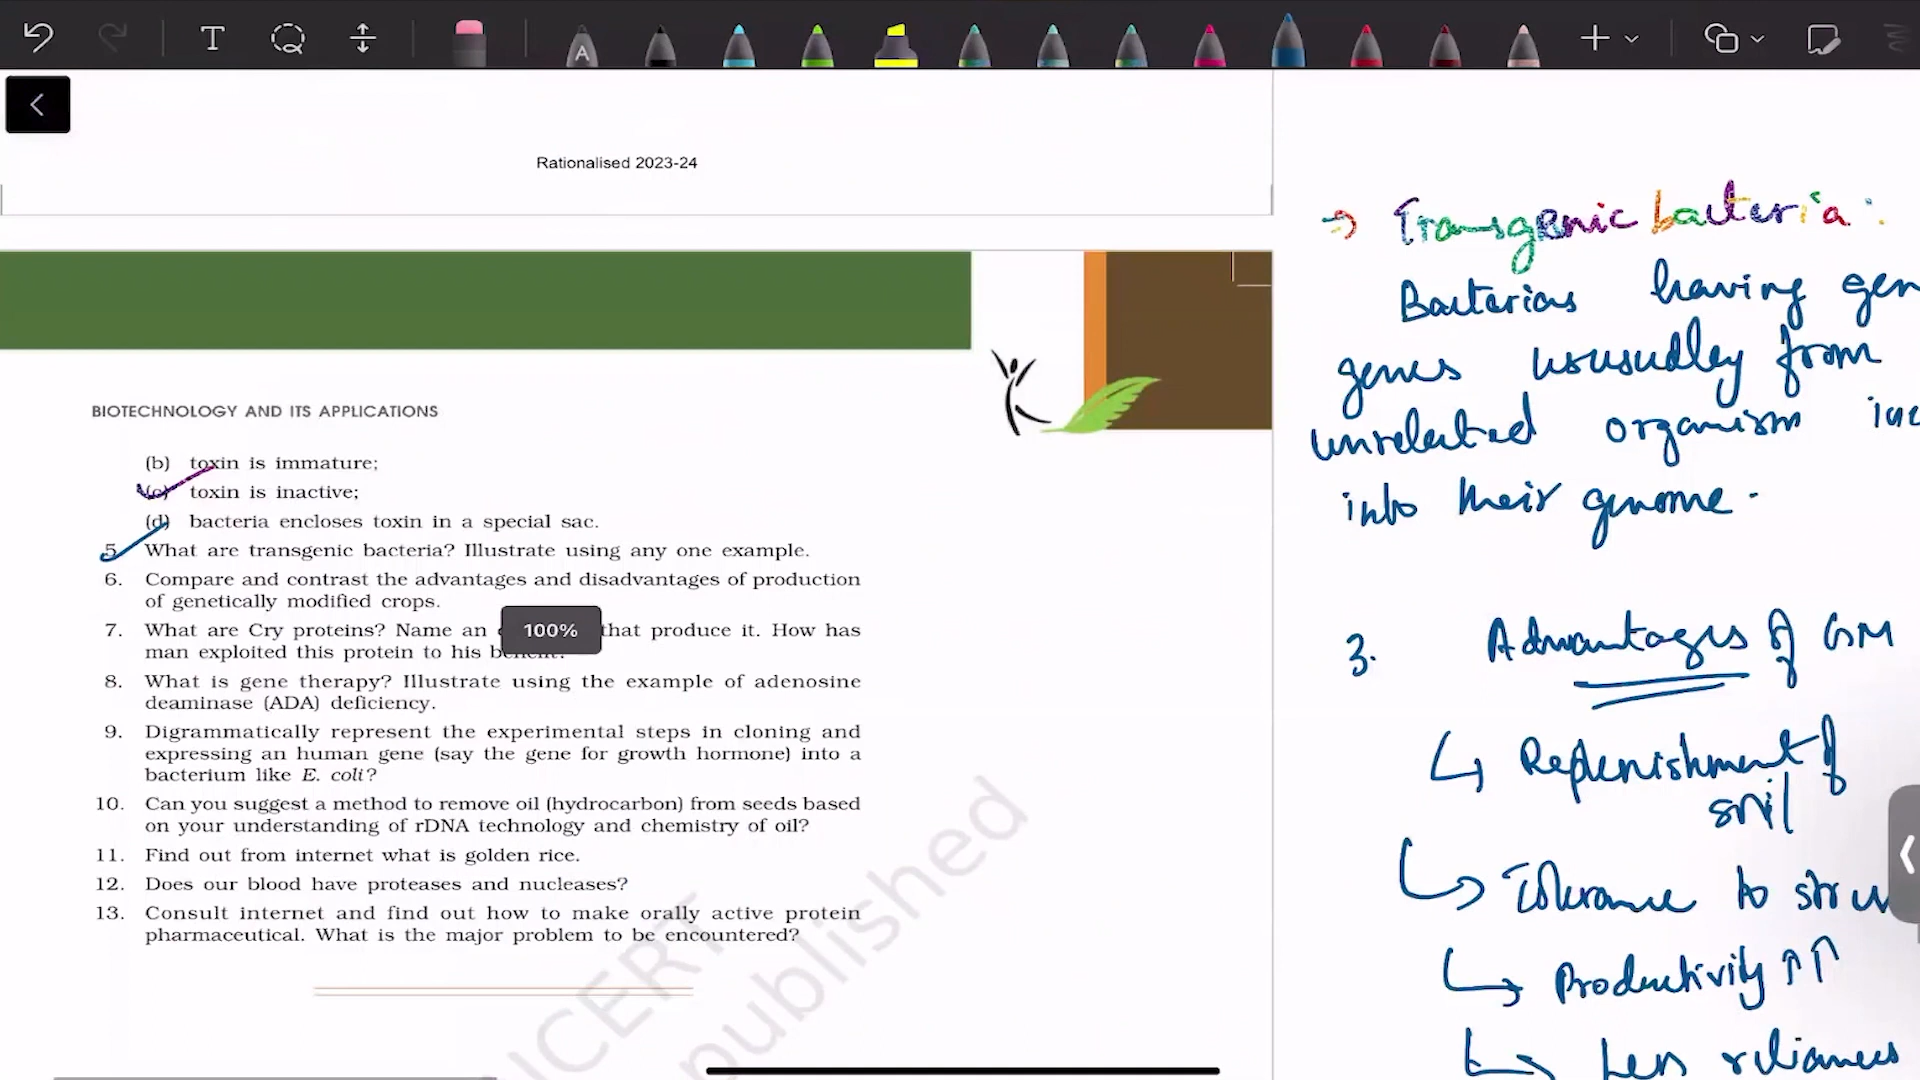 T
A
Rationalised 2023-24
BIOTECHNOLOGY AND ITS APPLICATIONS
(b) toxin is immature;
(c) toxin is inactive;
(d) bacteria encloses toxin in a special sac.
5. What are transgenic bacteria? Illustrate using any one example.
6. Compare and contrast the advantages and disadvantages of production
of genetically modified crops.
7. What are Cry proteins? Name an that produce it. How has
man exploited this protein to his benefit.
100%
8. What is gene therapy? Illustrate using the example of adenosine
deaminase (ADA) deficiency.
9. Digrammatically represent the experimental steps in cloning and
expressing an human gene (say the gene for growth hormone) into a
bacterium like E. coli?
10. Can you suggest a method to remove oil (hydrocarbon) from seeds based
on your understanding of rDNA technology and chemistry of oil?
11. Find out from internet what is golden rice.
12. Does our blood have proteases and nucleases?
13. Consult internet and find out how to make orally active protein
pharmaceutical. What is the major problem to be encountered?
NCERT
published
→ Transgenic bacteria :
Bacterias having gen
genes ususudley from
unrelated organism inc
into their genome.
3. Advantages of GM
↳ Replenishment of
soil
↳ Tolerance to stre
↳ Productivity ↑↑
↳ Less reliances